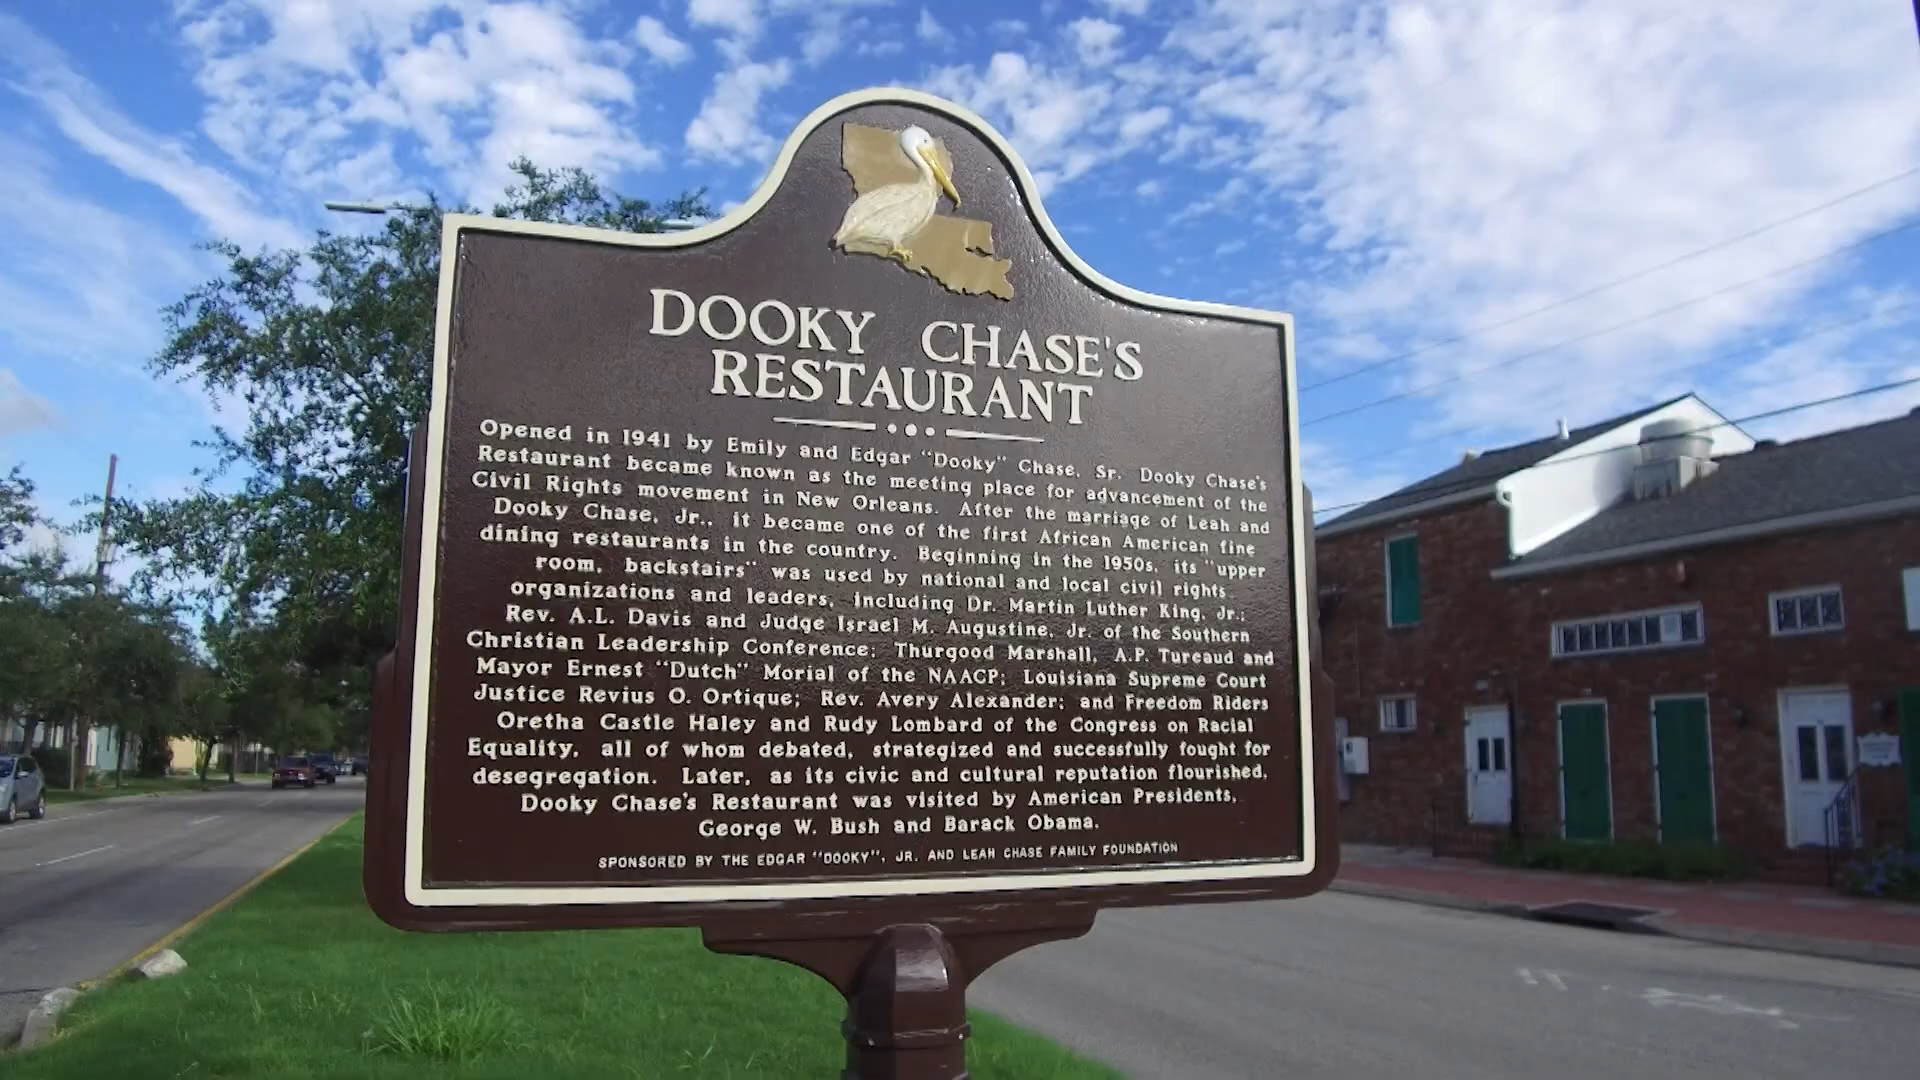 DOOKY CHASE'S
RESTAURANT
Opened in 1941 by Emily and Edgar "Dooky" Chase, Sr. Dooky Chase's
Restaurant became known as the meeting place for advancement of the
Civil Rights movement in New Orleans. After the marriage of Leah and
Dooky Chase, Jr., it became one of the first African American fine
dining restaurants in the country. Beginning in the 1950s, its "upper
room, backstairs" was used by national and local civil rights
organizations and leaders, including Dr. Martin Luther King, Jr.;
Rev. A.L. Davis and Judge Israel M. Augustine, Jr. of the Southern
Christian Leadership Conference; Thurgood Marshall, A.P. Tureaud and
Mayor Ernest "Dutch" Morial of the NAACP; Louisiana Supreme Court
Justice Revius O. Ortique; Rev. Avery Alexander; and Freedom Riders
Oretha Castle Haley and Rudy Lombard of the Congress on Racial
Equality, all of whom debated, strategized and successfully fought for
desegregation. Later, as its civic and cultural reputation flourished,
Dooky Chase's Restaurant was visited by American Presidents,
George W. Bush and Barack Obama.
SPONSORED BY THE EDGAR "DOOKY", JR. AND LEAH CHASE FAMILY FOUNDATION